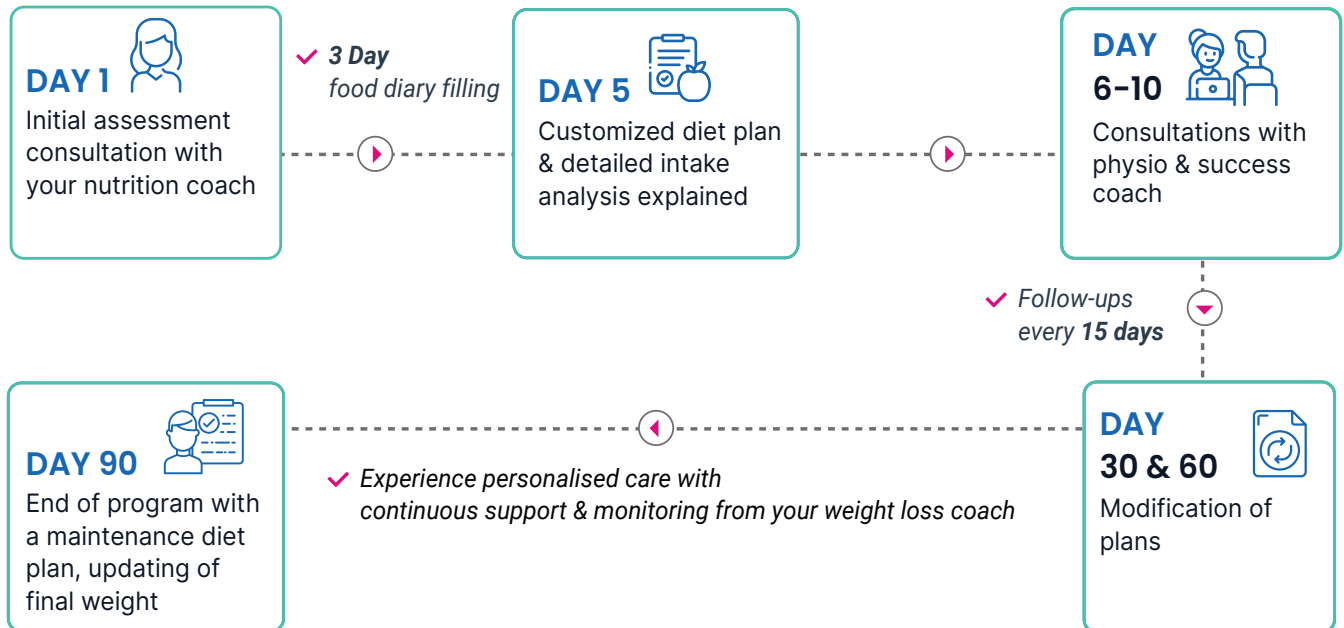 DAY 1
Initial assessment
consultation with
your nutrition coach
3 Day
food diary filling
DAY 5
Customized diet plan
& detailed intake
analysis explained
DAY
6-10
Consultations with
physio & success
coach
Follow-ups
every 15 days
DAY
30 & 60
Modification of
plans
Experience personalised care with
continuous support & monitoring from your weight loss coach
DAY 90
End of program with
a maintenance diet
plan, updating of
final weight